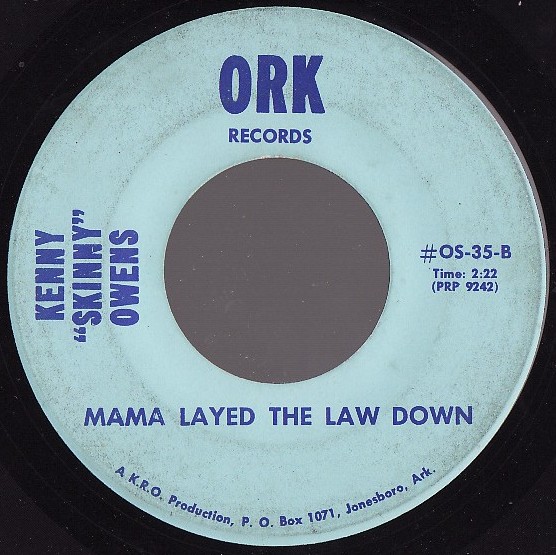 ORK
RECORDS
KENNY
"SKINNY"
OWENS
#OS-35-B
Time: 2:22
(PRP 9242)
MAMA LAYED THE LAW DOWN
A K.R.O. Production, P. O. Box 1071, Jonesboro, Ark.